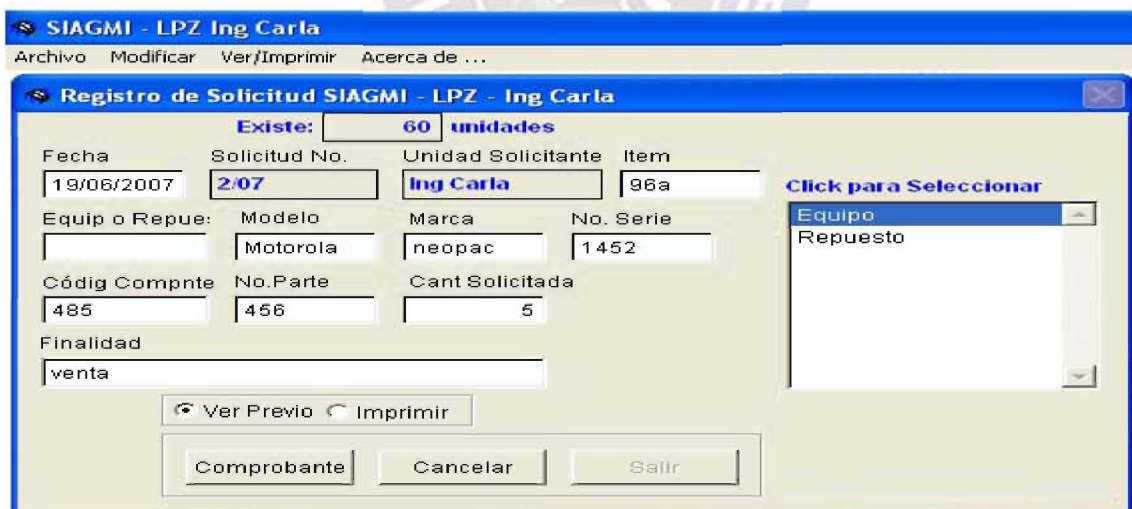 SIAGMI - LPZ Ing Carla
Archivo Modificar Ver/Imprimir Acerca de ...
Registro de Solicitud SIAGMI - LPZ - Ing Carla
Existe: 60 unidades
Fecha Solicitud No. Unidad Solicitante Item
19/06/2007 2/07 Ing Carla 96a
Click para Seleccionar
Equip o Repue: Modelo Marca No. Serie
Motorola neopac 1452
Equipo
Repuesto
Códig Compnte No.Parte Cant Solicitada
485 456 5
Finalidad
venta
Ver Previo Imprimir
Comprobante Cancelar Salir